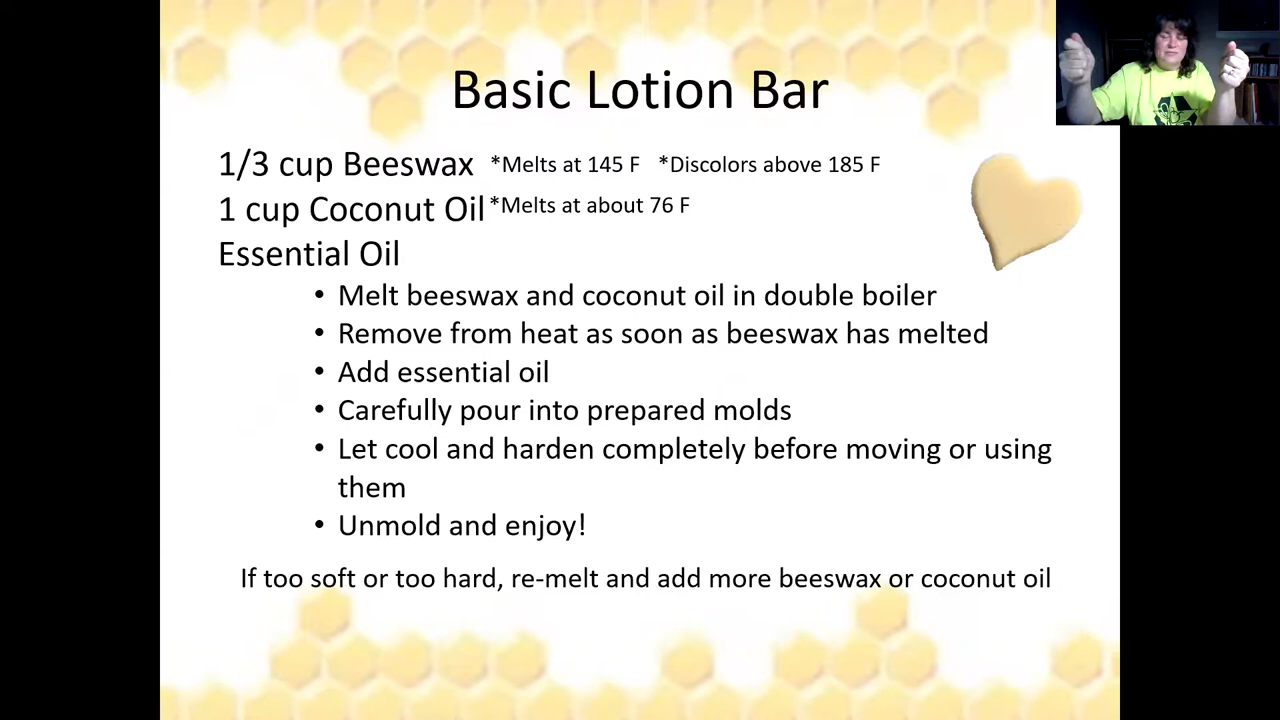 Basic Lotion Bar
1/3 cup Beeswax *Melts at 145 F *Discolors above 185 F
1 cup Coconut Oil *Melts at about 76 F
Essential Oil
• Melt beeswax and coconut oil in double boiler
• Remove from heat as soon as beeswax has melted
• Add essential oil
• Carefully pour into prepared molds
• Let cool and harden completely before moving or using
them
• Unmold and enjoy!
If too soft or too hard, re-melt and add more beeswax or coconut oil